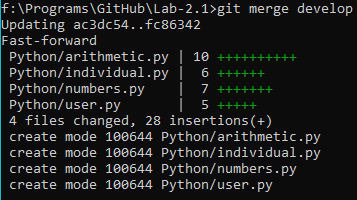 f:\Programs\GitHub\Lab-2.1>git merge develop
Updating ac3dc54..fc86342
Fast-forward
 Python/arithmetic.py | 10 ++++++++++
 Python/individual.py |  6 ++++++
 Python/numbers.py    |  7 +++++++
 Python/user.py       |  5 +++++
 4 files changed, 28 insertions(+)
 create mode 100644 Python/arithmetic.py
 create mode 100644 Python/individual.py
 create mode 100644 Python/numbers.py
 create mode 100644 Python/user.py